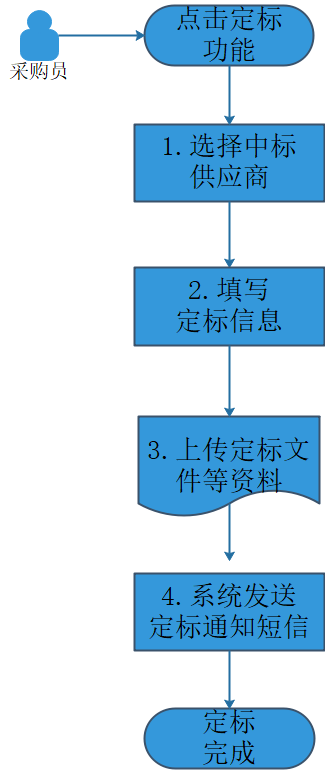 采购员
点击定标
功能
1.选择中标
供应商
2.填写
定标信息
3.上传定标文
件等资料
4.系统发送
定标通知短信
定标
完成